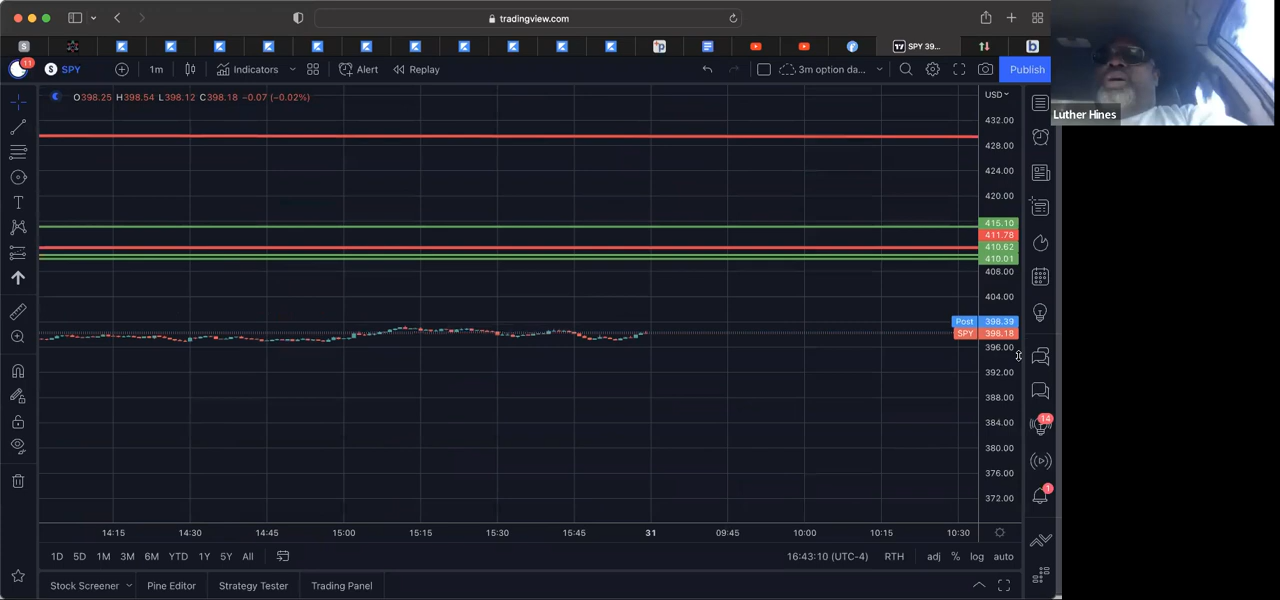 tradingview.com
S
SPY 39...
b
11
S SPY
1m
Indicators
Alert
Replay
3m option da...
Publish
Luther Hines
O398.25 H398.54 L398.12 C398.18 −0.07 (−0.02%)
USD
432.00
428.00
424.00
420.00
415.10
411.78
410.62
410.01
408.00
404.00
Post 398.39
SPY 398.18
396.00
392.00
388.00
384.00
380.00
376.00
372.00
14
1
14:15 14:30 14:45 15:00 15:15 15:30 15:45 31 09:45 10:00 10:15 10:30
1D 5D 1M 3M 6M YTD 1Y 5Y All
16:43:10 (UTC-4) RTH adj % log auto
Stock Screener Pine Editor Strategy Tester Trading Panel